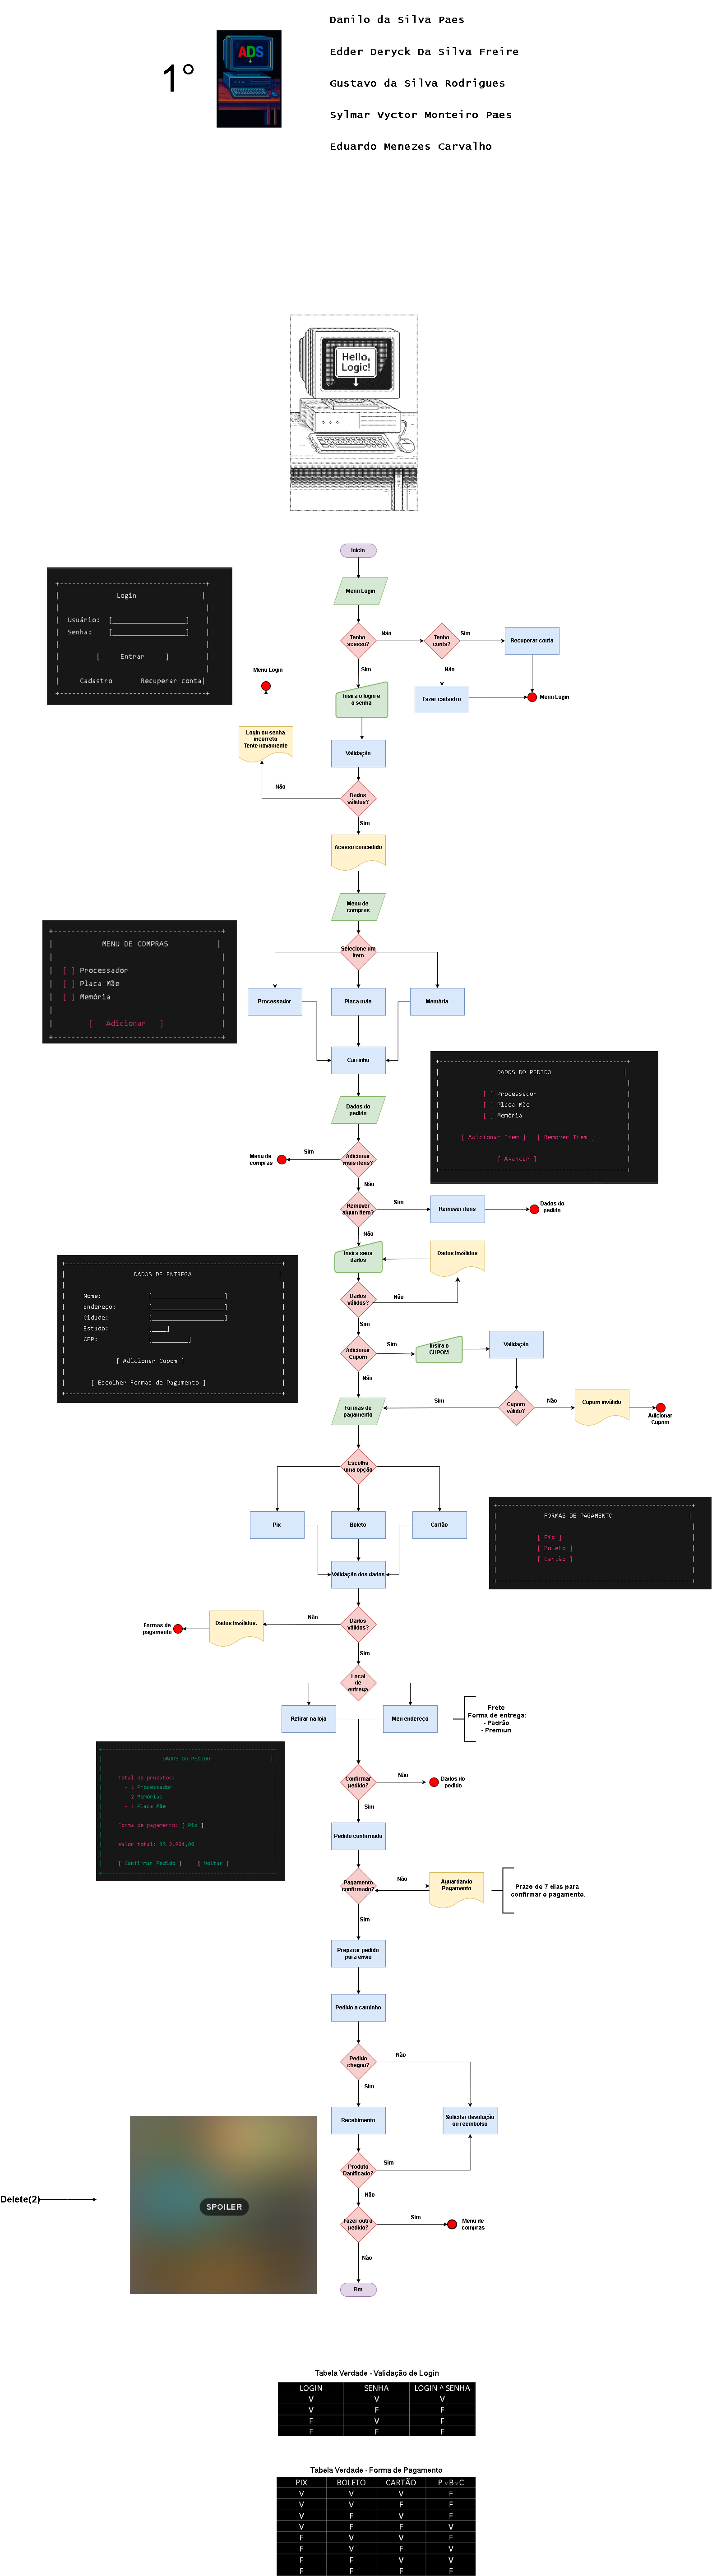 1°
ADS
Danilo da Silva Paes
Edder Deryck Da Silva Freire
Gustavo da Silva Rodrigues
Sylmar Vyctor Monteiro Paes
Eduardo Menezes Carvalho
Hello,
Logic!
Início
Menu Login
Login
Usuário: [__________________]
Senha: [__________________]
[ Entrar ]
Cadastro Recuperar conta
Tenho
acesso?
Não
Tenho
conta?
Sim
Recuperar conta
Sim
Não
Menu Login
Insira o login e
a senha
Fazer cadastro
Menu Login
Login ou senha
incorreta
Tente novamente
Validação
Não
Dados
válidos?
Sim
Acesso concedido
Menu de
compras
MENU DE COMPRAS
[ ] Processador
[ ] Placa Mãe
[ ] Memória
[ Adicionar ]
Selecione um
item
Processador
Placa mãe
Memória
Carrinho
DADOS DO PEDIDO
[ ] Processador
[ ] Placa Mãe
[ ] Memória
[ Adicionar Item ] [ Remover Item ]
[ Avançar ]
Dados do
pedido
Menu de
compras
Sim
Adicionar
mais itens?
Não
Remover
algum item?
Sim
Remover itens
Dados do
pedido
Não
Insira seus
dados
Dados Inválidos
DADOS DE ENTREGA
Nome: [____________________]
Endereço: [____________________]
Cidade: [____________________]
Estado: [____]
CEP: [__________]
[ Adicionar Cupom ]
[ Escolher Formas de Pagamento ]
Dados
válidos?
Não
Sim
Adicionar
Cupom
Sim
Insira o
CUPOM
Validação
Não
Formas de
pagamento
Sim
Cupom
válido?
Não
Cupom inválido
Adicionar
Cupom
Escolha
uma opção
Pix
Boleto
Cartão
FORMAS DE PAGAMENTO
[ Pix ]
[ Boleto ]
[ Cartão ]
Validação dos dados
Formas de
pagamento
Dados Inválidos.
Não
Dados
válidos?
Sim
Local
de
entrega
Retirar na loja
Meu endereço
Frete
Forma de entrega:
- Padrão
- Premiun
DADOS DO PEDIDO
Total de produtos:
- 1 Processador
- 2 Memórias
- 1 Placa Mãe
Forma de pagamento: [ Pix ]
Valor total: R$ 2.054,96
[ Confirmar Pedido ] [ Voltar ]
Confirmar
pedido?
Não
Dados do
pedido
Sim
Pedido confirmado
Pagamento
confirmado?
Não
Aguardando
Pagamento
Prazo de 7 dias para
confirmar o pagamento.
Sim
Preparar pedido
para envio
Pedido a caminho
Pedido
chegou?
Não
Sim
Recebimento
Solicitar devolução
ou reembolso
Produto
Danificado?
Sim
Não
Delete(2)
SPOILER
Fazer outro
pedido?
Sim
Menu de
compras
Não
Fim
Tabela Verdade - Validação de Login
LOGIN SENHA LOGIN ^ SENHA
V V V
V F F
F V F
F F F
Tabela Verdade - Forma de Pagamento
PIX BOLETO CARTÃO P v B v C
V V V F
V V F F
V F V F
V F F V
F V V F
F V F V
F F V V
F F F F